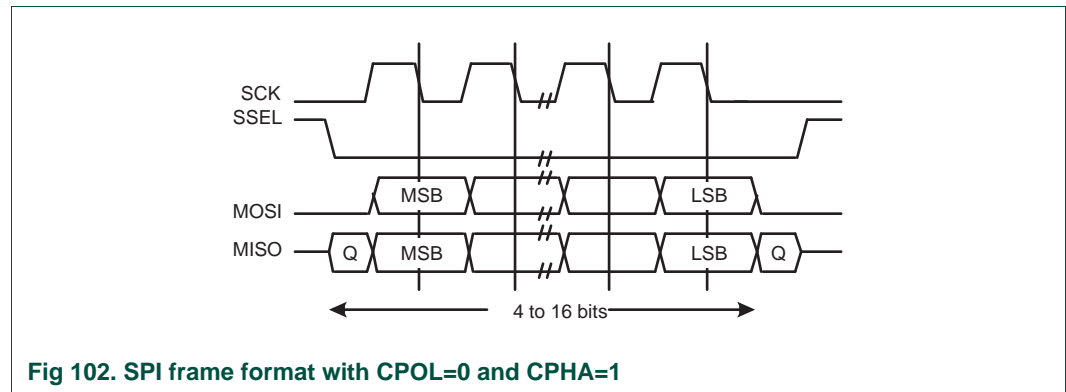 SCK
SSEL
MOSI
MSB
LSB
MISO
Q
MSB
LSB
Q
4 to 16 bits
Fig 102. SPI frame format with CPOL=0 and CPHA=1